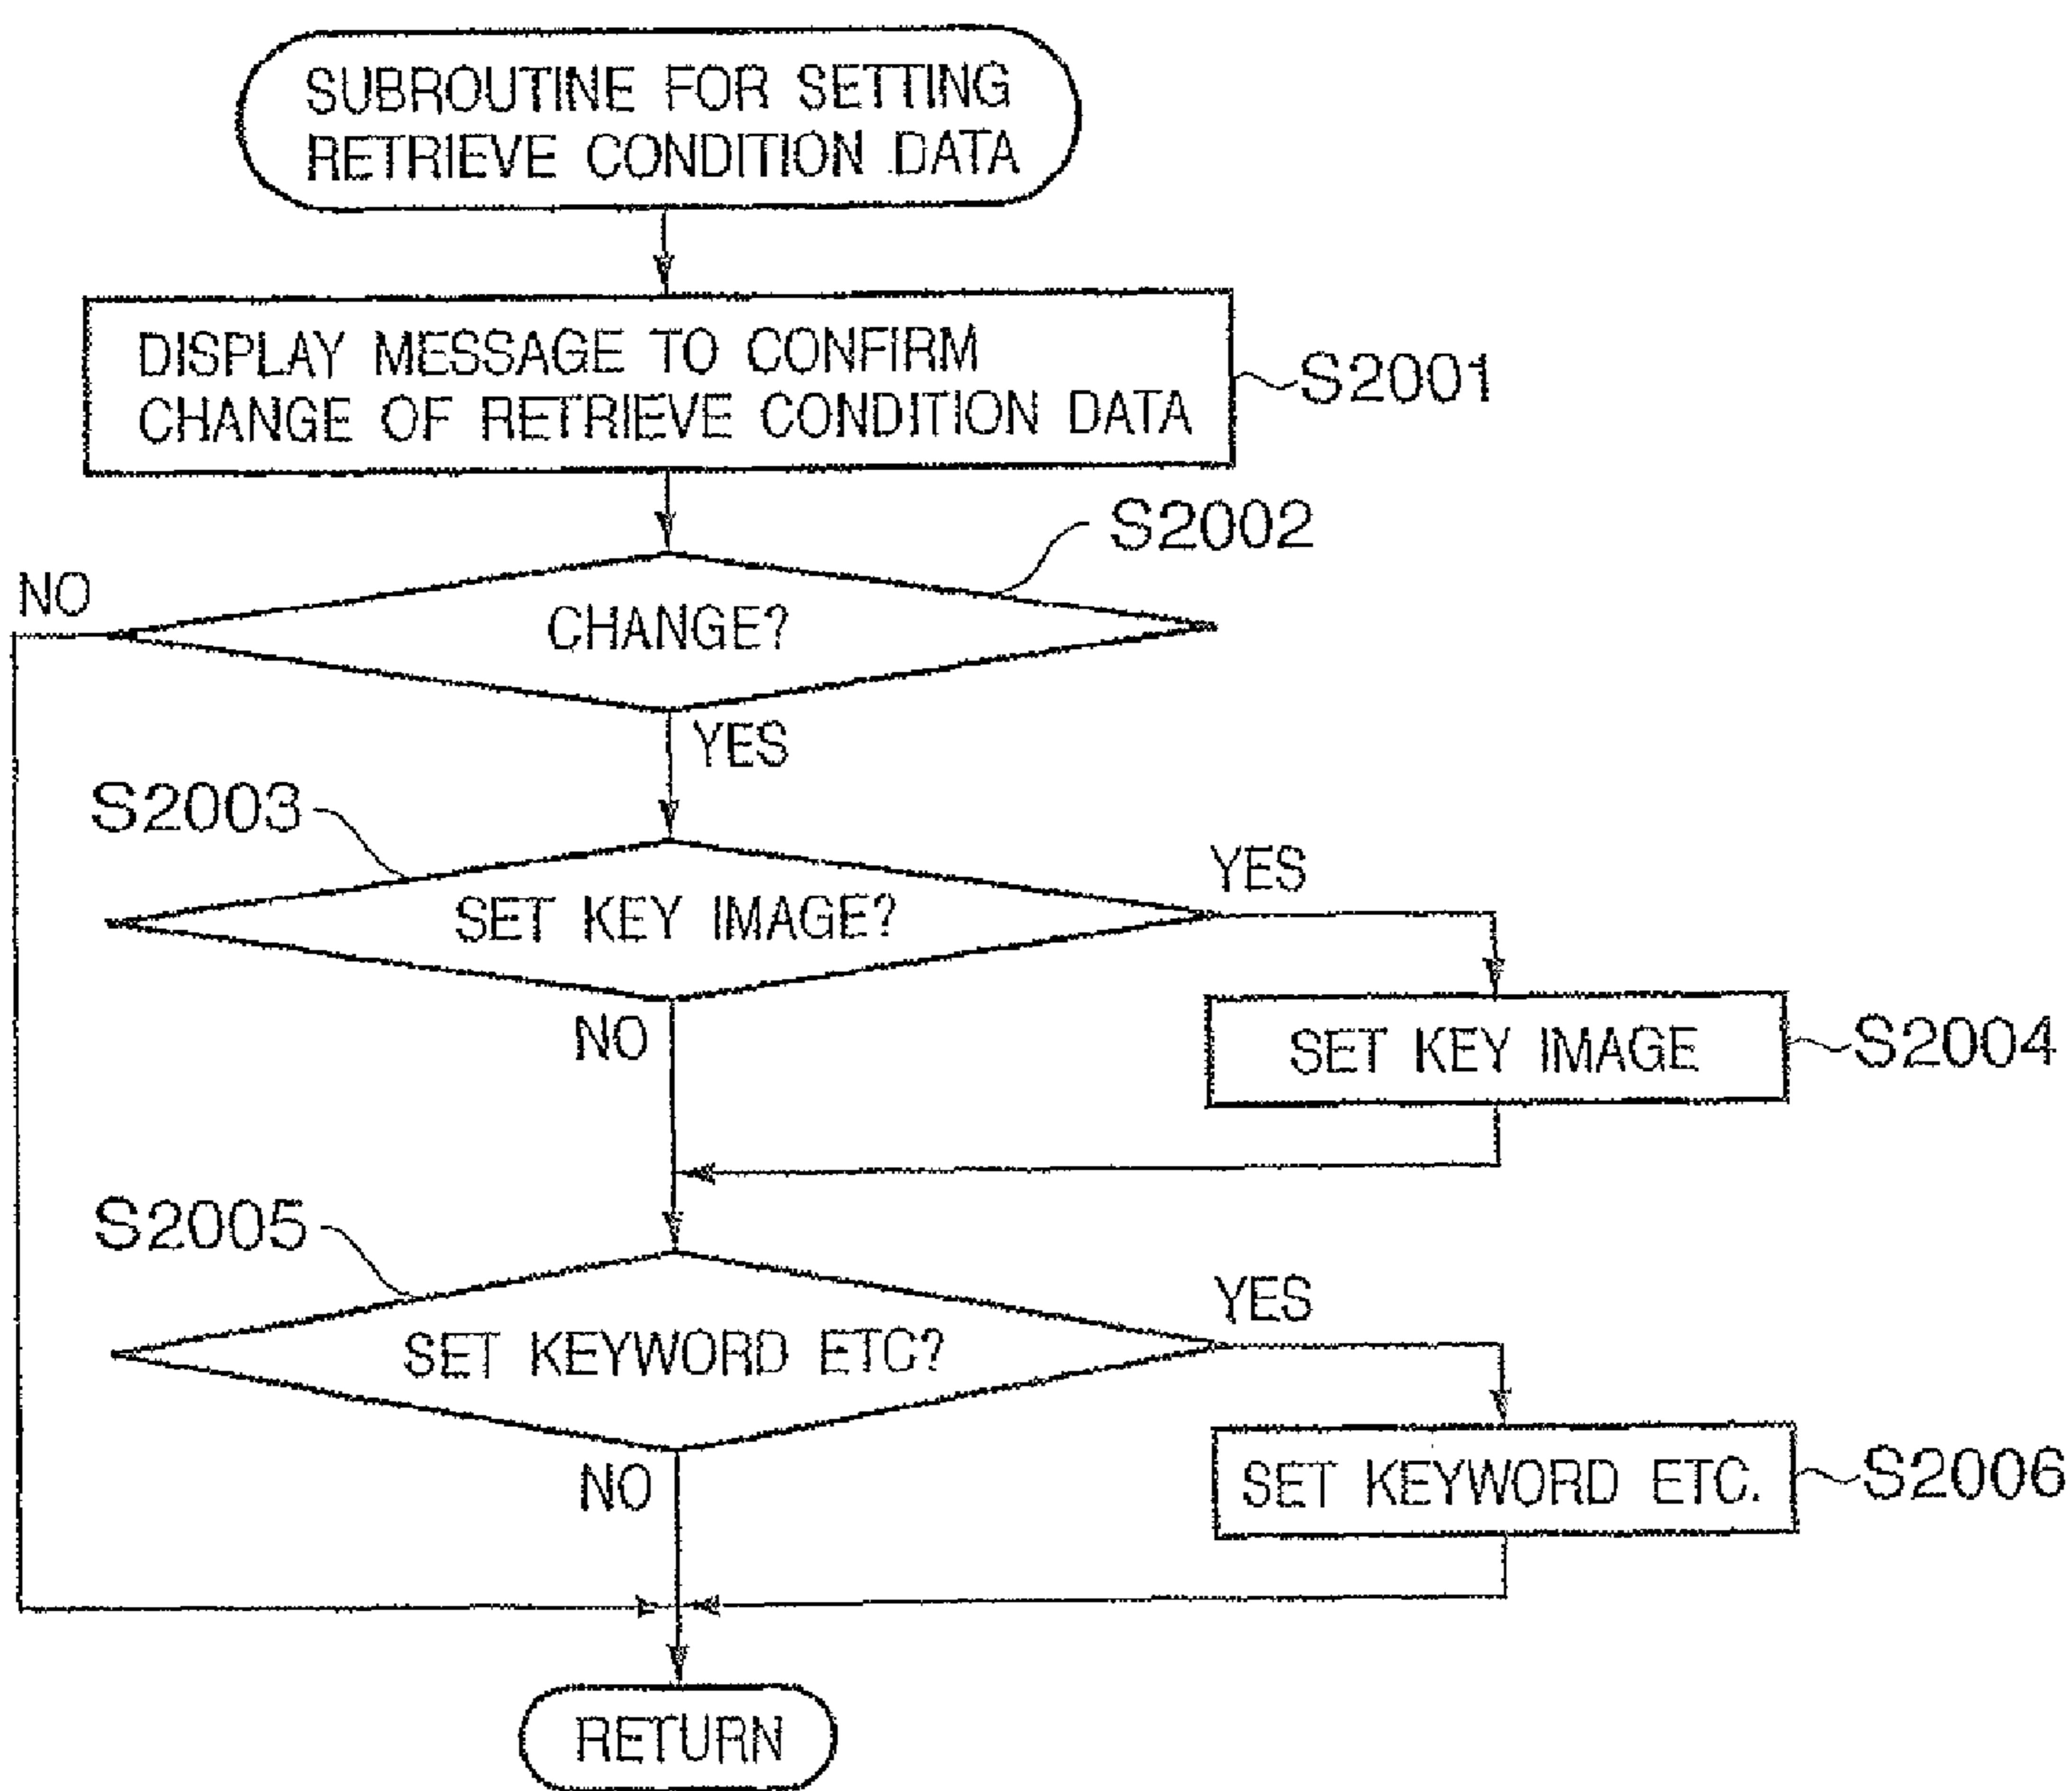 SUBROUTINE FOR SETTING
RETRIEVE CONDITION DATA
DISPLAY MESSAGE TO CONFIRM
CHANGE OF RETRIEVE CONDITION DATA
S2001
S2002
NO
CHANGE?
YES
S2003
YES
SET KEY IMAGE?
NO
SET KEY IMAGE
S2004
S2005
YES
SET KEYWORD ETC?
NO
SET KEYWORD ETC.
S2006
RETURN